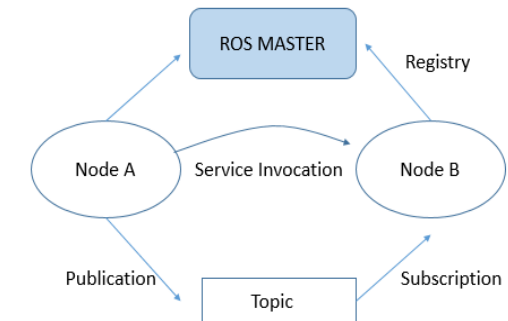 ROS MASTER
Registry
Node A
Service Invocation
Node B
Publication
Subscription
Topic